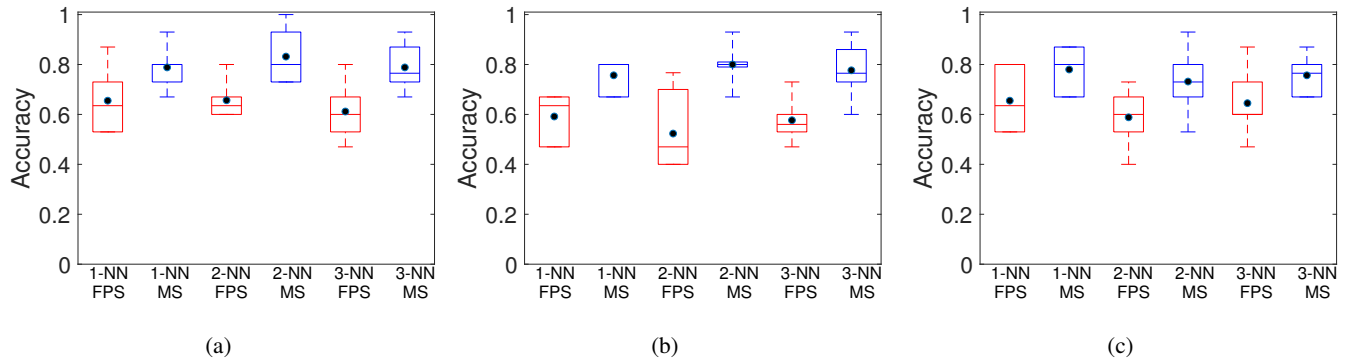 Accuracy
1
0.8
0.6
0.4
0.2
0
1-NN FPS
1-NN MS
2-NN FPS
2-NN MS
3-NN FPS
3-NN MS
(a)
Accuracy
1
0.8
0.6
0.4
0.2
0
1-NN FPS
1-NN MS
2-NN FPS
2-NN MS
3-NN FPS
3-NN MS
(b)
Accuracy
1
0.8
0.6
0.4
0.2
0
1-NN FPS
1-NN MS
2-NN FPS
2-NN MS
3-NN FPS
3-NN MS
(c)